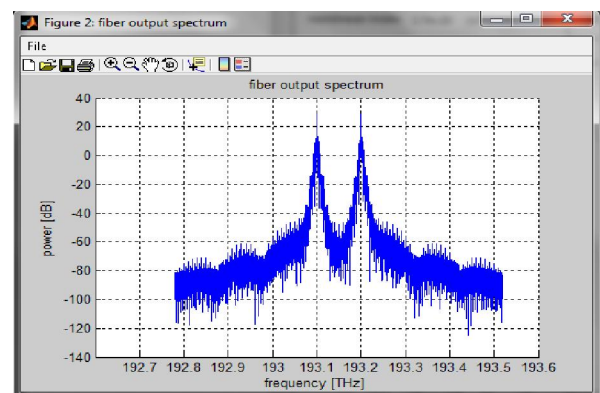 Figure 2: fiber output spectrum
File
fiber output spectrum
40
20
0
-20
-40
-60
-80
-100
-120
-140
power [dB]
192.7 192.8 192.9 193 193.1 193.2 193.3 193.4 193.5 193.6
frequency [THz]